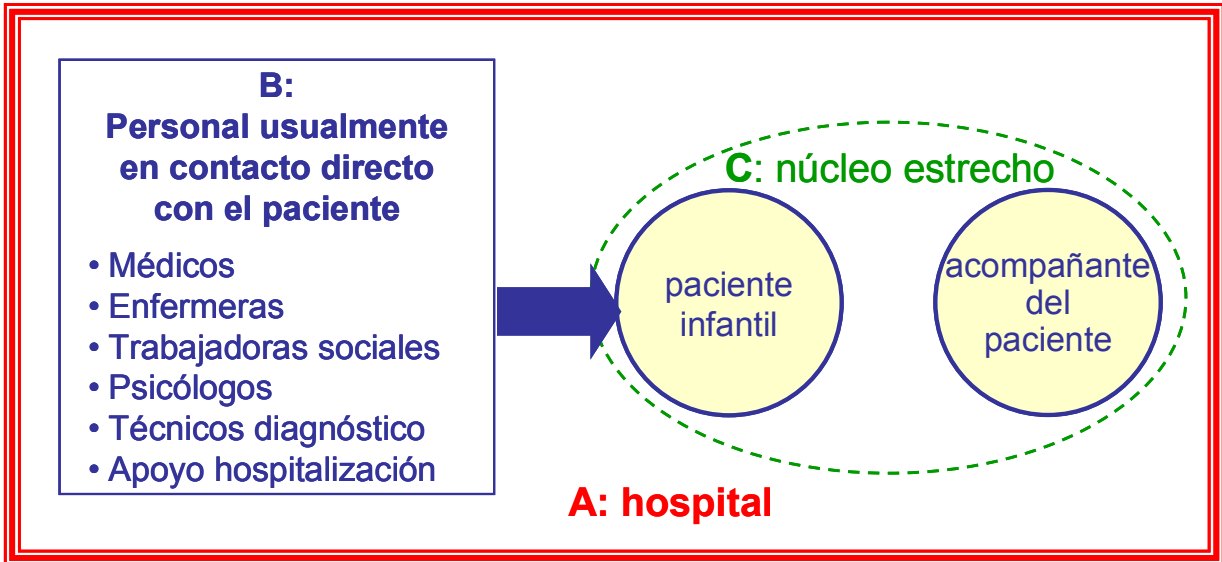 B:
Personal usualmente
en contacto directo
con el paciente
• Médicos
• Enfermeras
• Trabajadoras sociales
• Psicólogos
• Técnicos diagnóstico
• Apoyo hospitalización
C: núcleo estrecho
paciente
infantil
acompañante
del
paciente
A: hospital